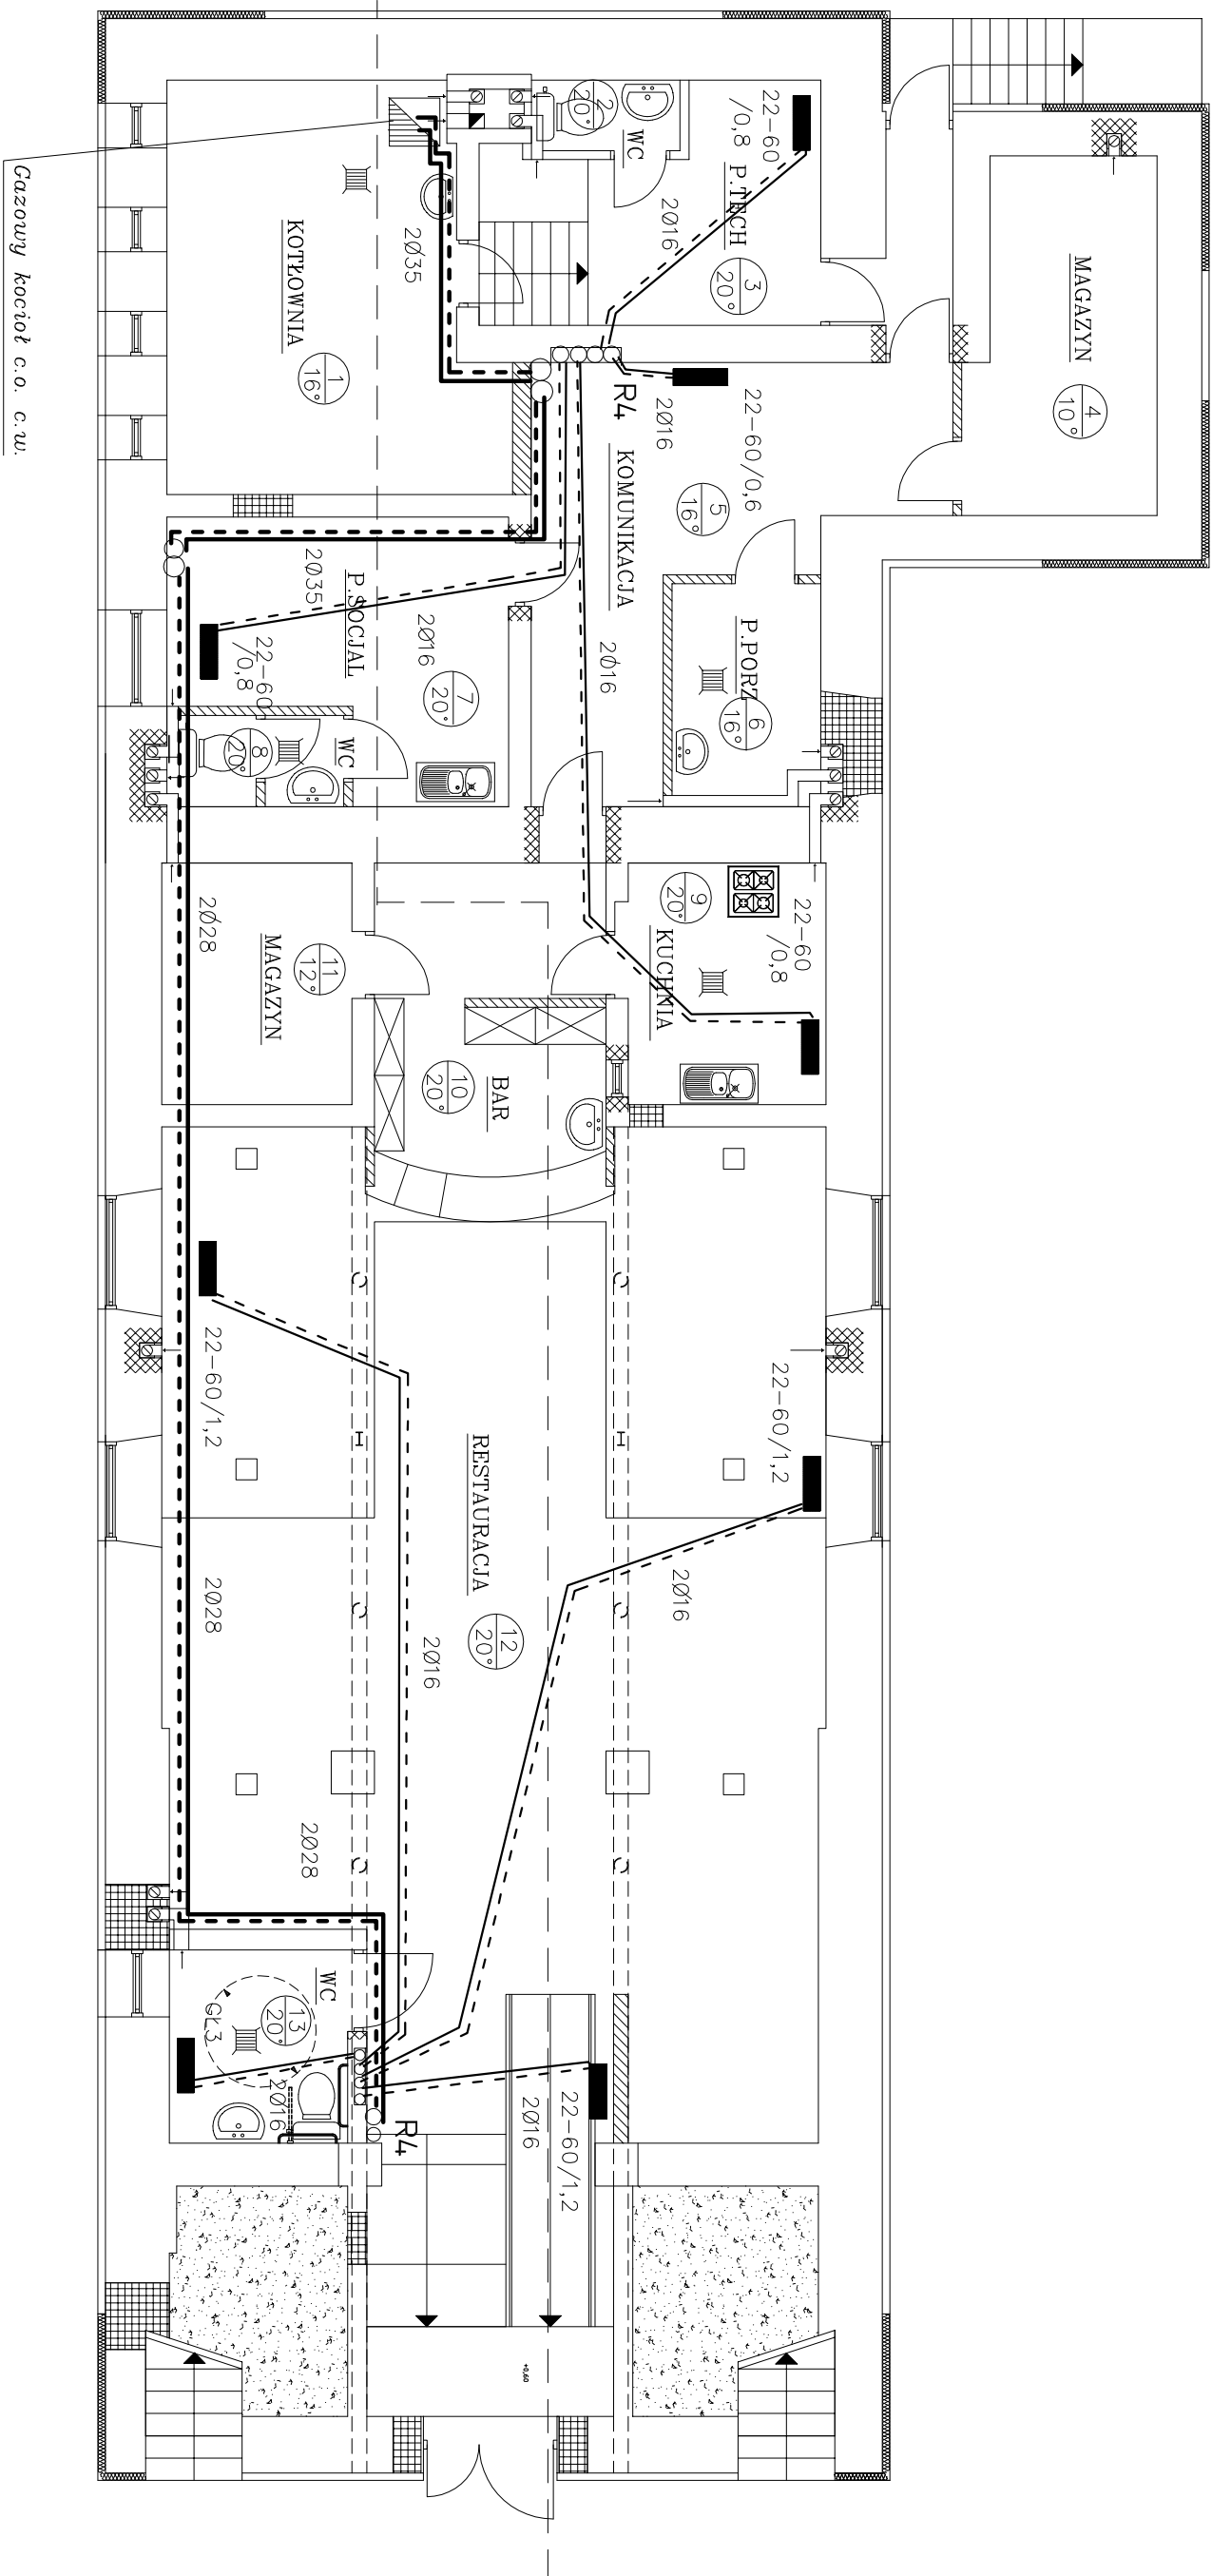 Gazowy kocioł c.o. c.w.
KOTŁOWNIA
1
16°
2Ø35
WC
2
20°
22-60
/0,8
P.TECH
3
20°
2Ø16
MAGAZYN
4
10°
R4
2Ø16
22-60/0,6
KOMUNIKACJA
5
16°
2Ø16
P.PORZ
6
16°
P.SOCJAL
7
20°
2Ø35
2Ø16
22-60
/0,8
WC
8
20°
2Ø28
MAGAZYN
11
12°
9
20°
KUCHNIA
22-60
/0,8
BAR
10
20°
22-60/1,2
22-60/1,2
RESTAURACJA
12
20°
2Ø28
2Ø16
2Ø16
2Ø28
WC
13
20°
GŁ3
2Ø16
R4
2Ø16
22-60/1,2
+0,60